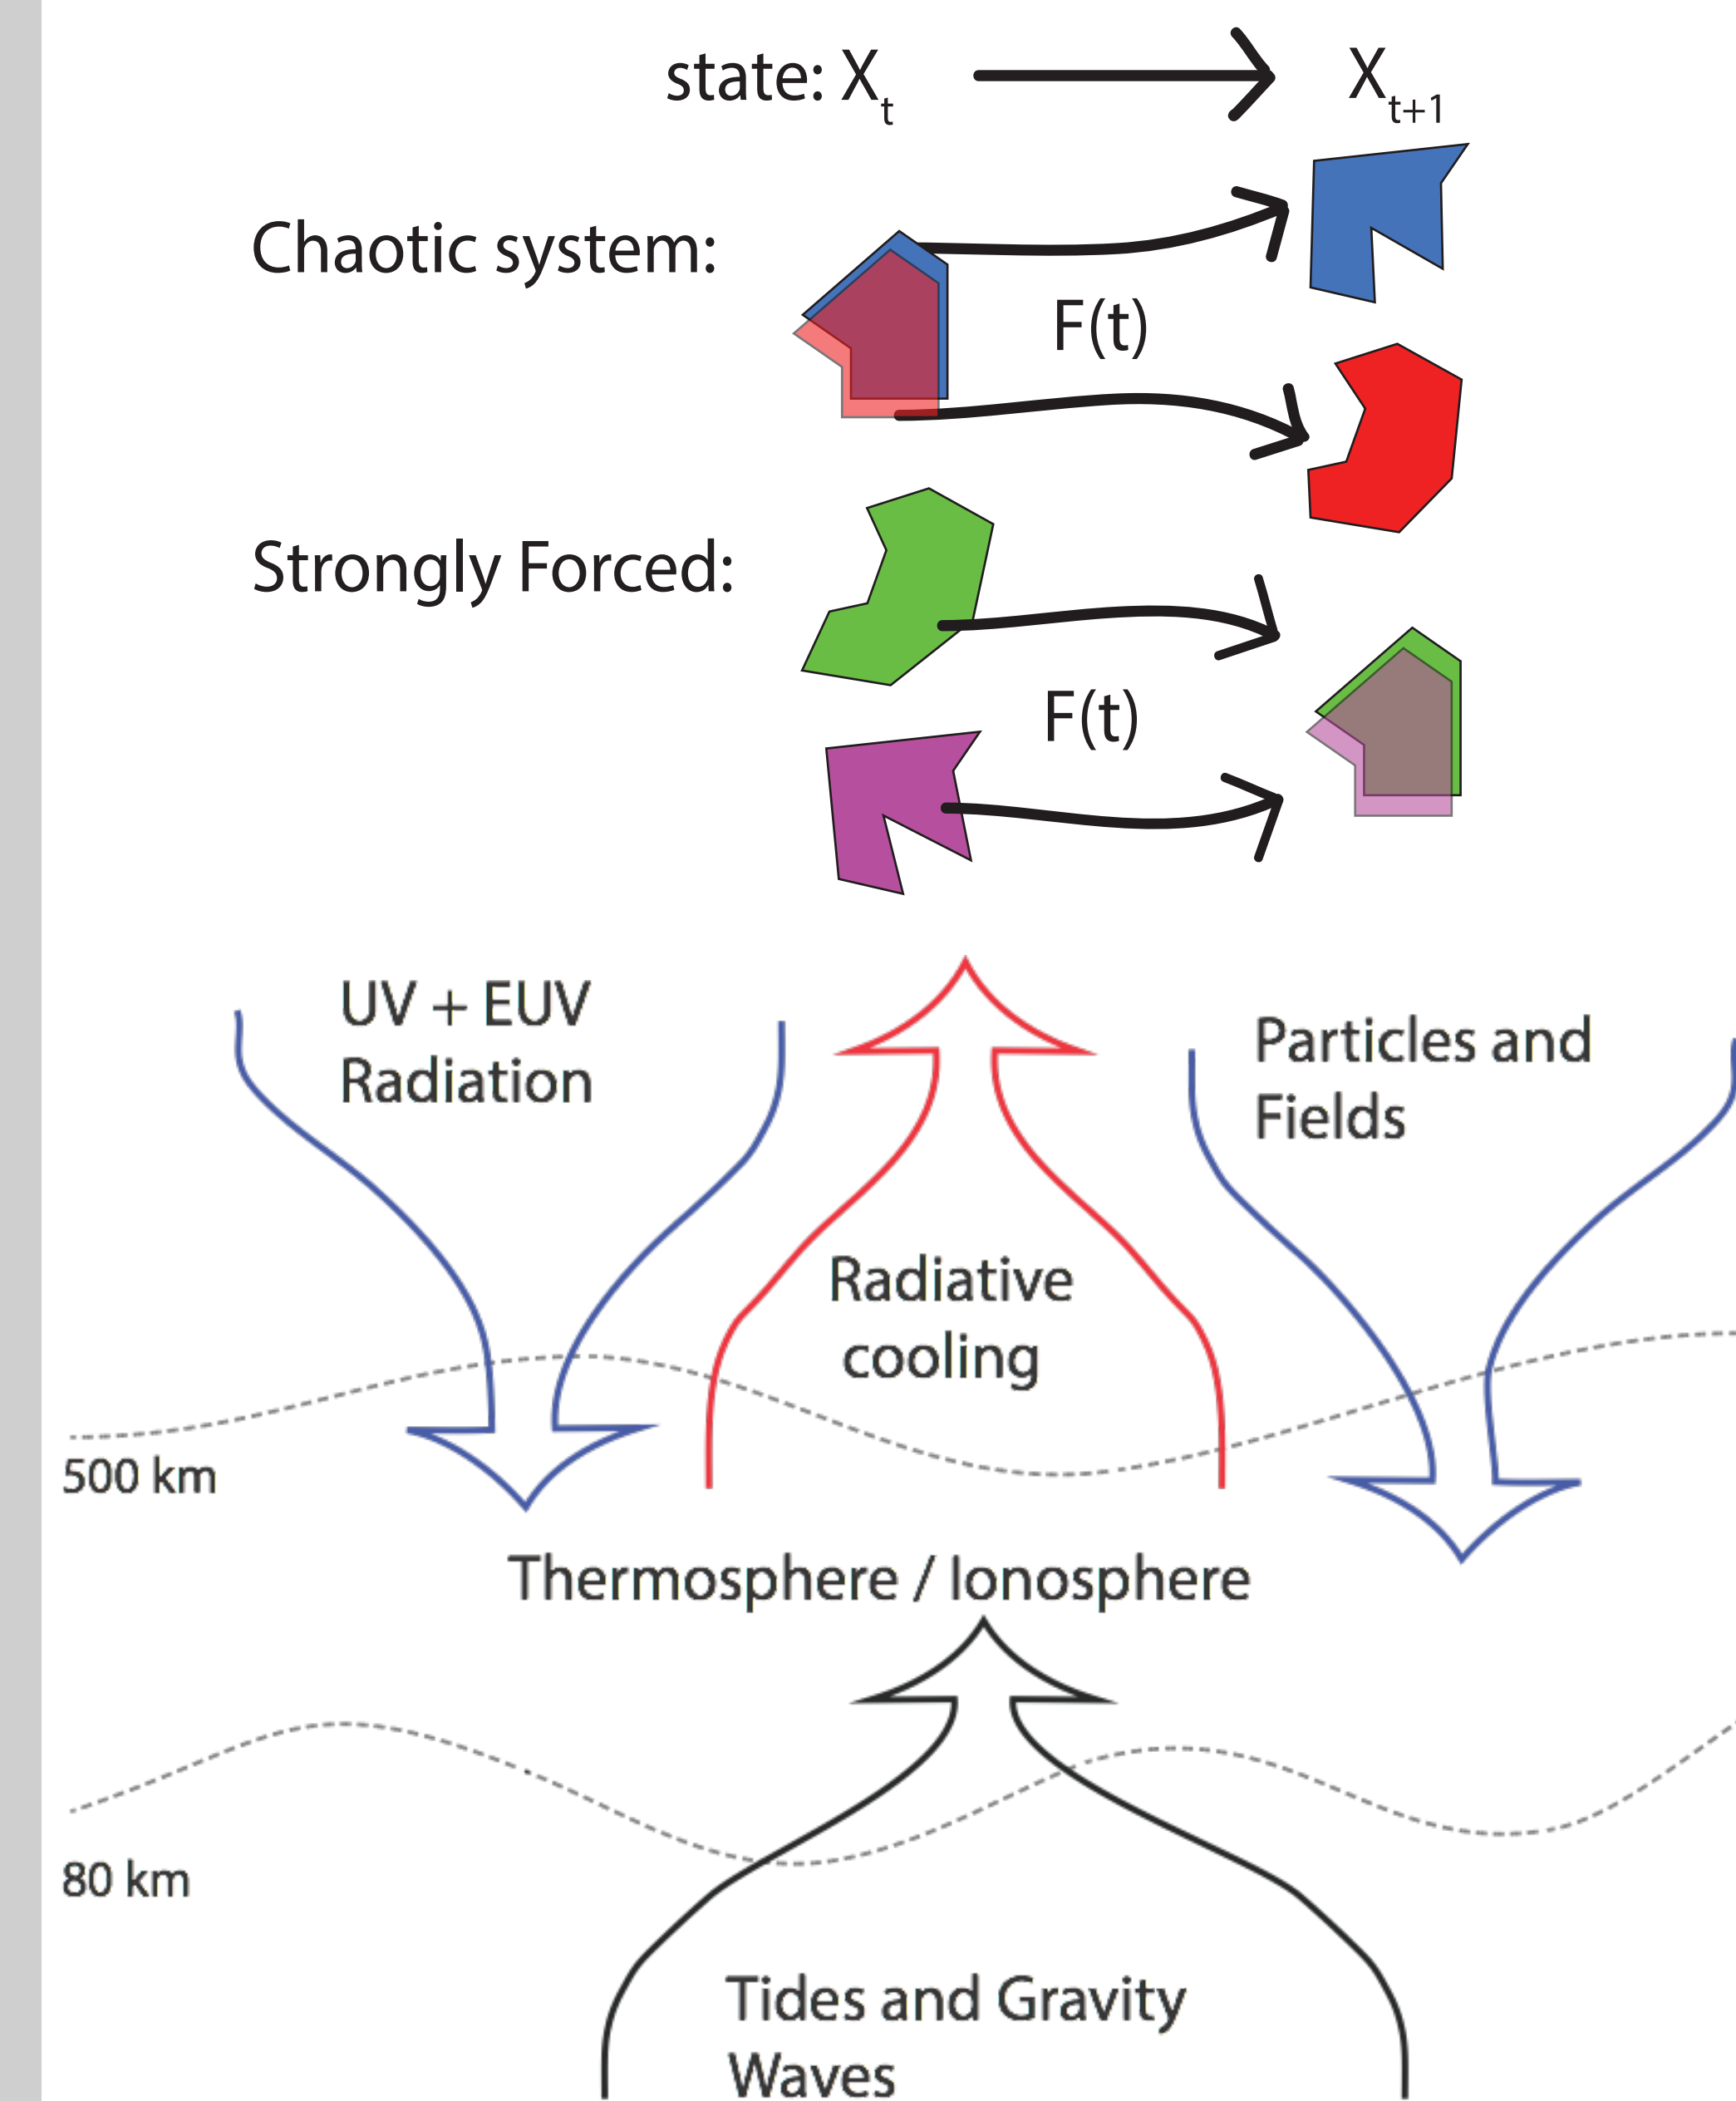 state: Xt Xt+1
Chaotic system:
F(t)
Strongly Forced:
F(t)
UV + EUV
Radiation
Particles and
Fields
Radiative
cooling
500 km
Thermosphere / Ionosphere
80 km
Tides and Gravity
Waves